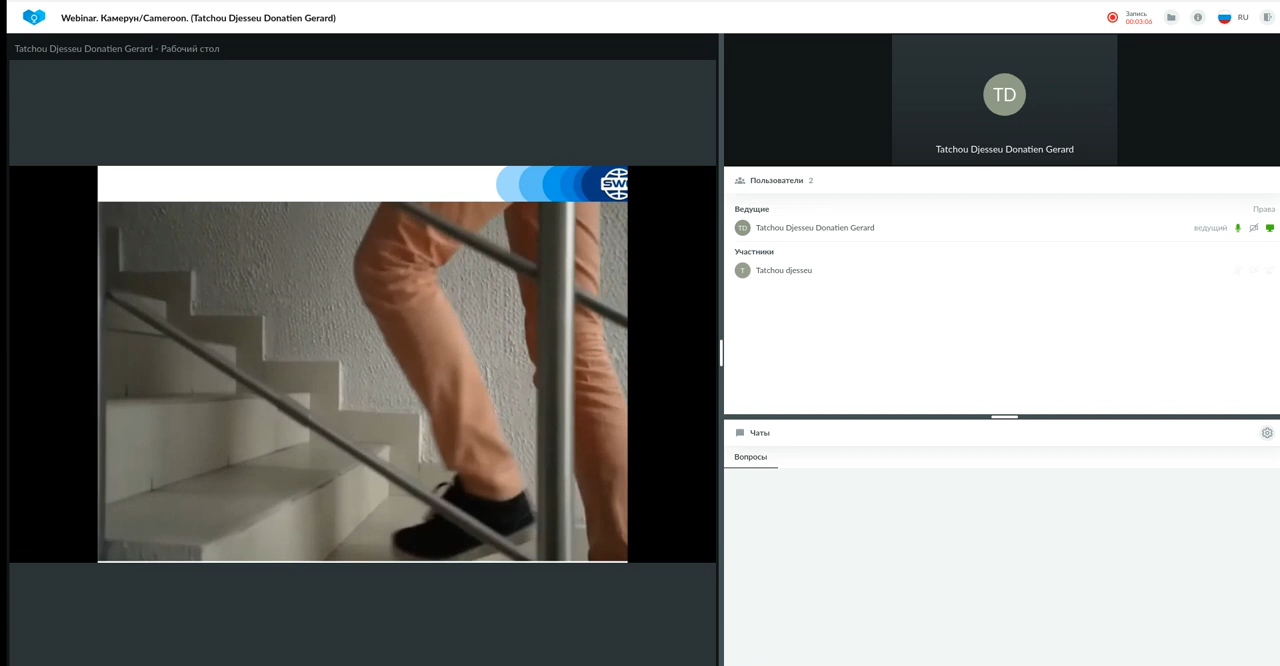 Webinar. Камерун/Cameroon. (Tatchou Djesseu Donatien Gerard)
Запись
00:03:06
RU
Tatchou Djesseu Donatien Gerard - Рабочий стол
SW
TD
Tatchou Djesseu Donatien Gerard
Пользователи 2
Ведущие
Права
TD
Tatchou Djesseu Donatien Gerard
ведущий
Участники
T
Tatchou djesseu
Чаты
Вопросы